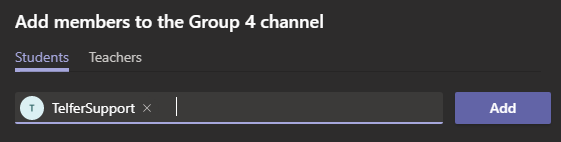 Add members to the Group 4 channel
Students Teachers
T TelferSupport × Add